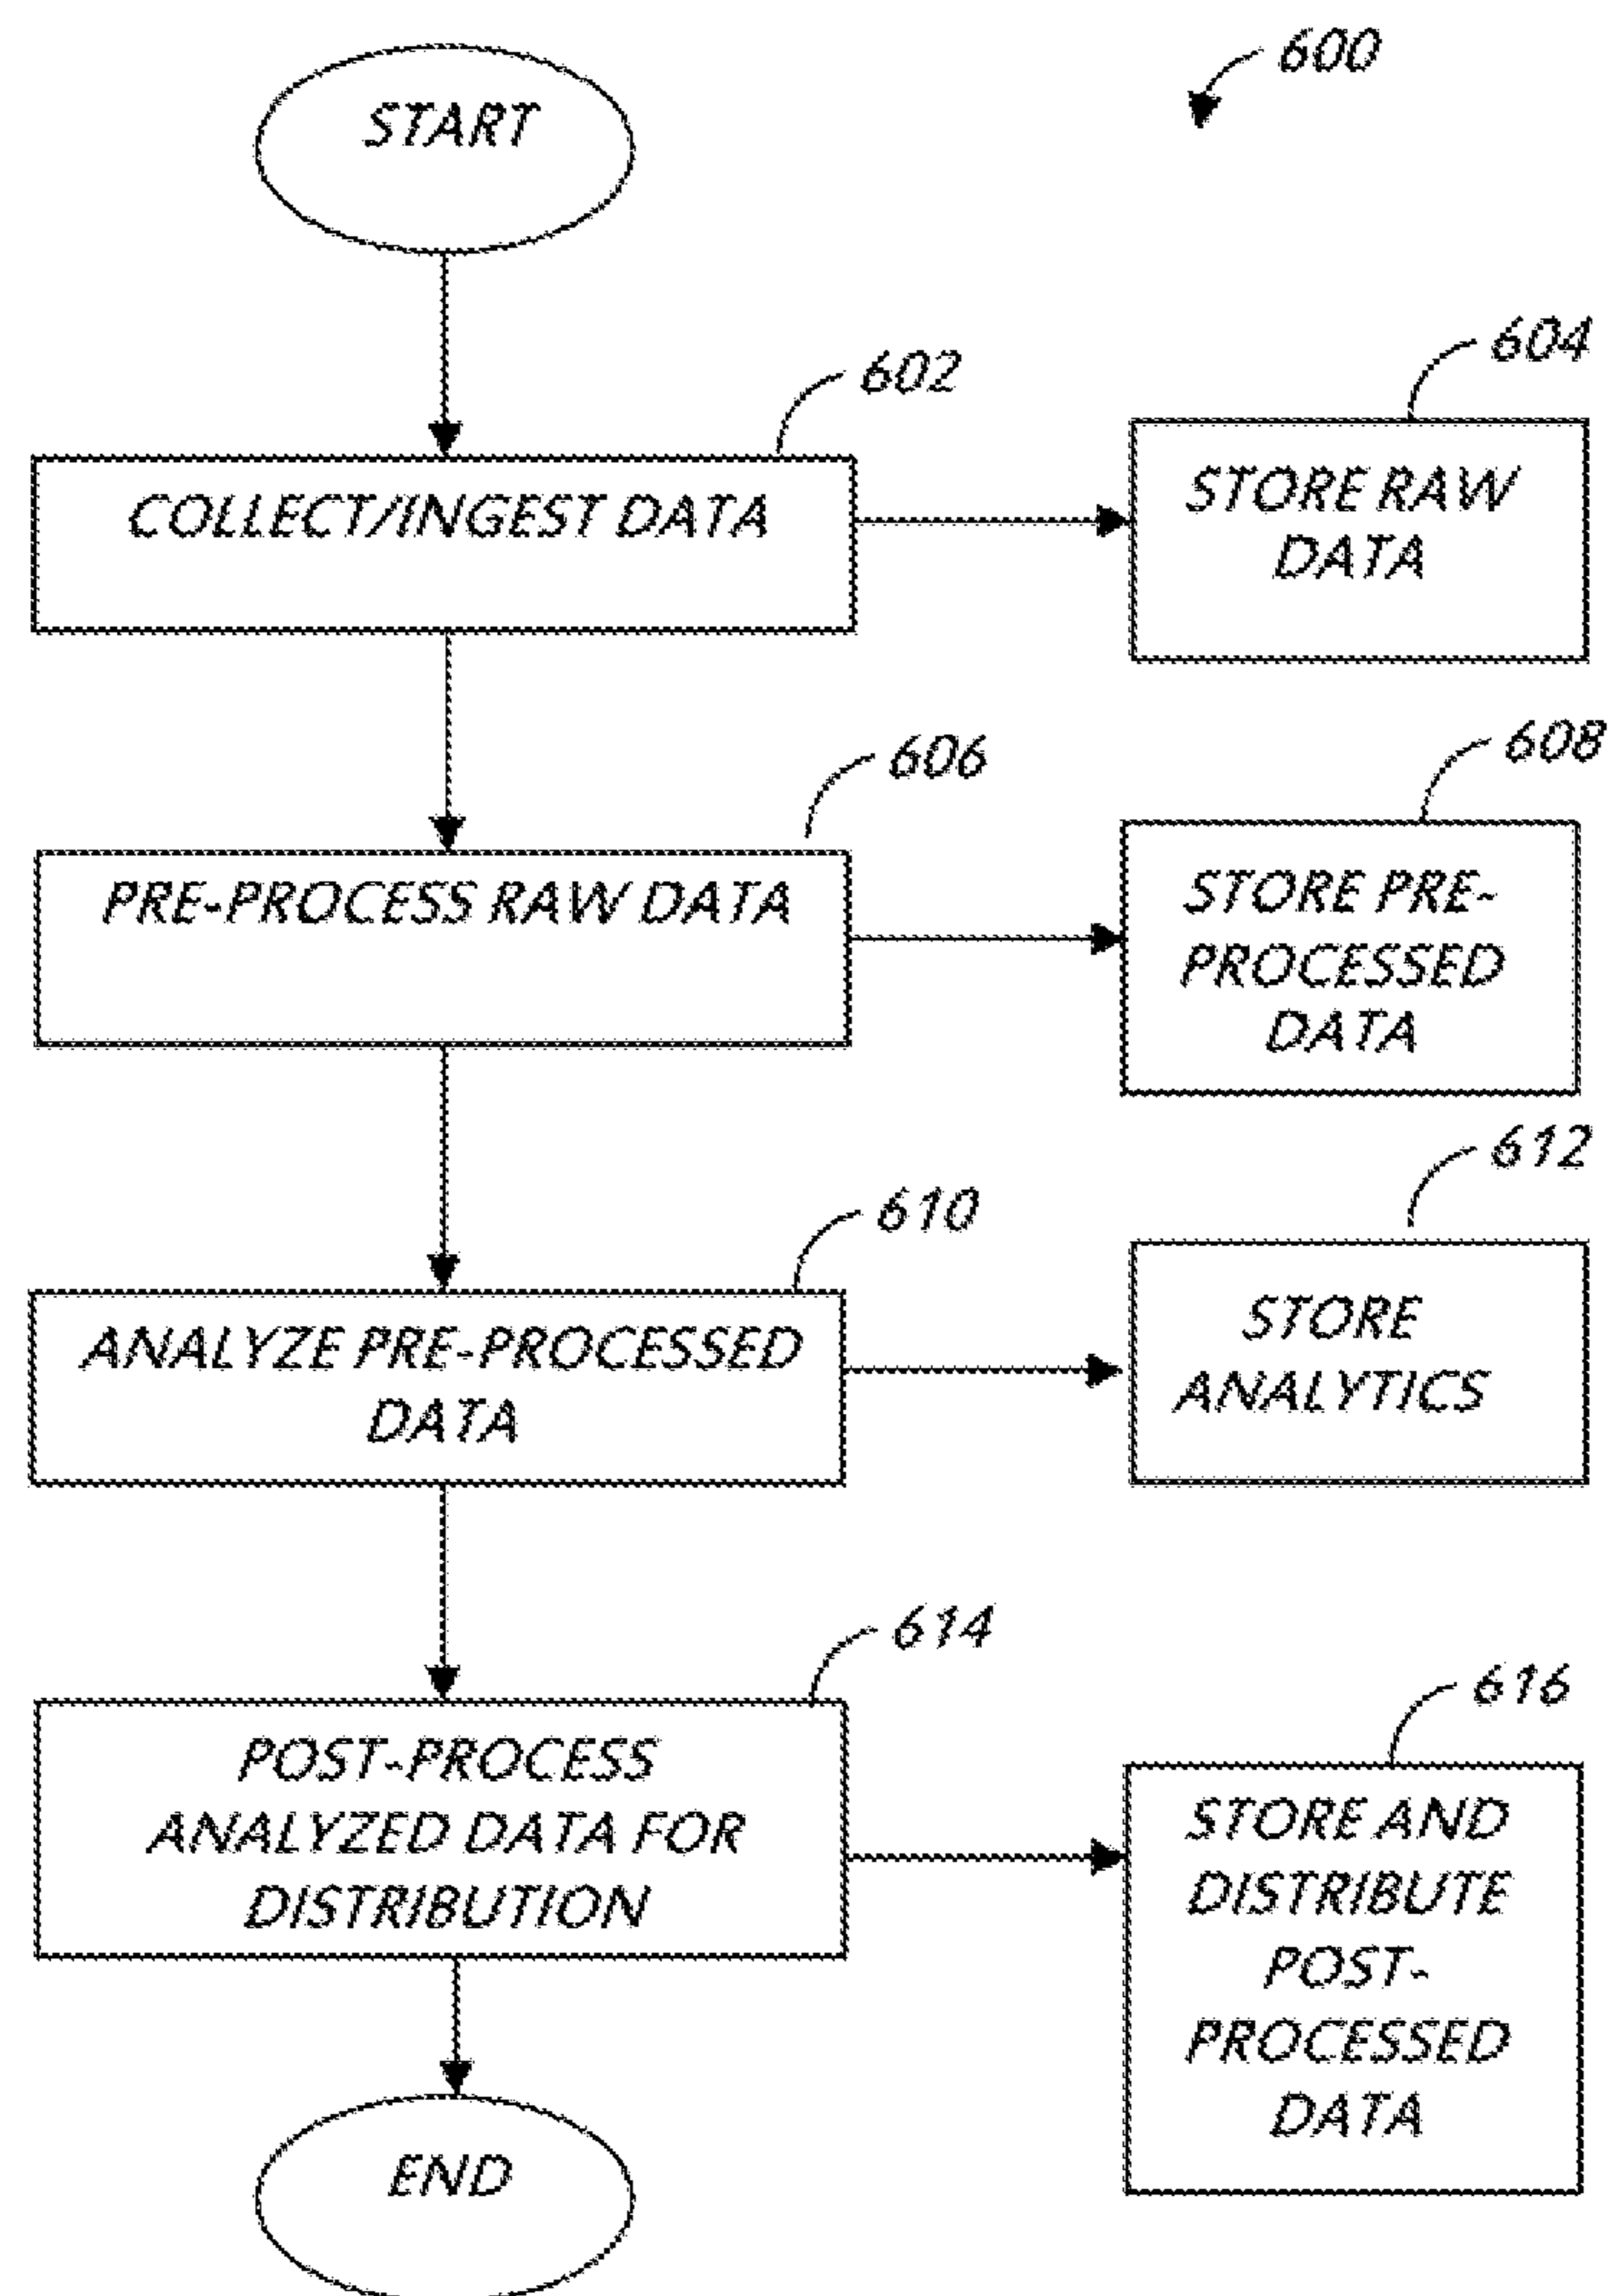 START
600
602
COLLECT/INGEST DATA
604
STORE RAW
DATA
606
PRE-PROCESS RAW DATA
608
STORE PRE-
PROCESSED
DATA
610
ANALYZE PRE-PROCESSED
DATA
612
STORE
ANALYTICS
614
POST-PROCESS
ANALYZED DATA FOR
DISTRIBUTION
616
STORE AND
DISTRIBUTE
POST-
PROCESSED
DATA
END